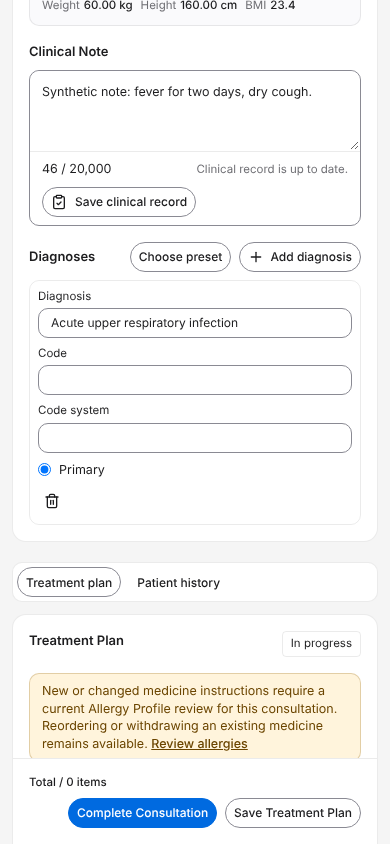 Weight 60.00 kg Height 160.00 cm BMI 23.4
Clinical Note
Synthetic note: fever for two days, dry cough.
46 / 20,000
Clinical record is up to date.
Save clinical record
Diagnoses
Choose preset
Add diagnosis
Diagnosis
Acute upper respiratory infection
Code
Code system
Primary
Treatment plan
Patient history
Treatment Plan
In progress
New or changed medicine instructions require a
current Allergy Profile review for this consultation.
Reordering or withdrawing an existing medicine
remains available. Review allergies
Total / 0 items
Complete Consultation
Save Treatment Plan